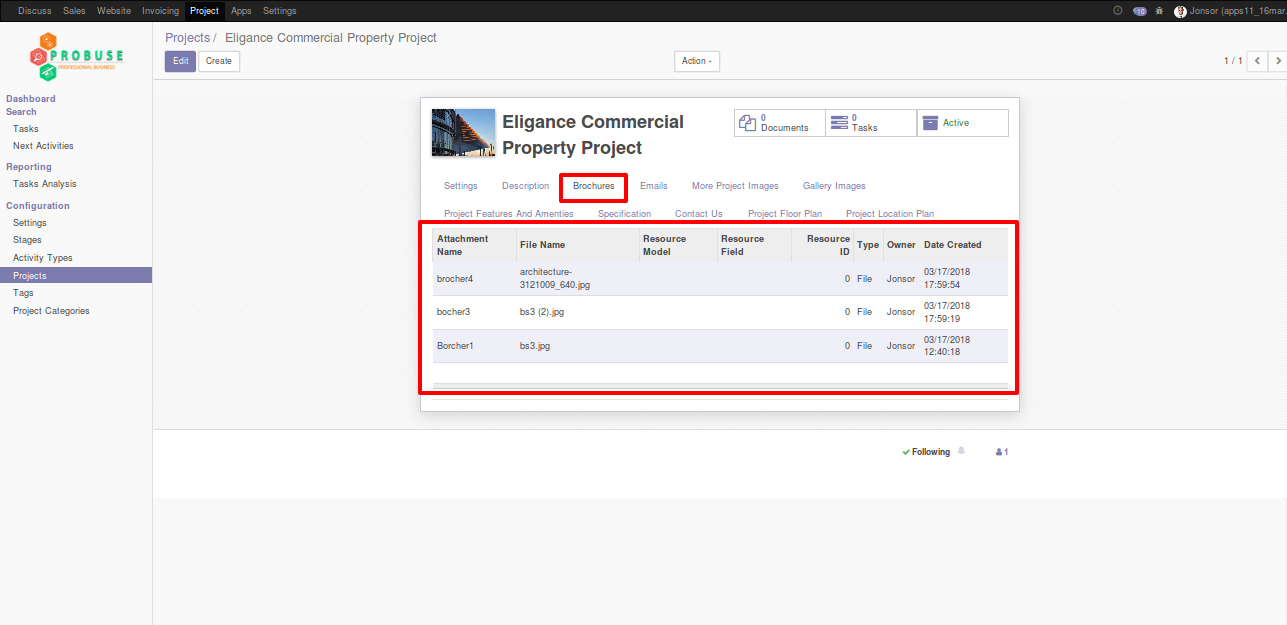 Discuss Sales Website Invoicing Project Apps Settings
10 Jonsor (apps11_16mar.
PROBUSE
PROFESSIONAL BUSINESS
Projects / Eligance Commercial Property Project
Edit Create
Action -
1 / 1
Dashboard
Search
Tasks
Next Activities
Reporting
Tasks Analysis
Configuration
Settings
Stages
Activity Types
Projects
Tags
Project Categories
Eligance Commercial
Property Project
0
Documents
0
Tasks
Active
Settings Description Brochures Emails More Project Images Gallery Images
Project Features And Amenties Specification Contact Us Project Floor Plan Project Location Plan
Attachment Name File Name Resource Model Resource Field Resource ID Type Owner Date Created
brocher4 architecture-3121009_640.jpg 0 File Jonsor 03/17/2018 17:59:54
bocher3 bs3 (2).jpg 0 File Jonsor 03/17/2018 17:59:19
Borcher1 bs3.jpg 0 File Jonsor 03/17/2018 12:40:18
Following 1